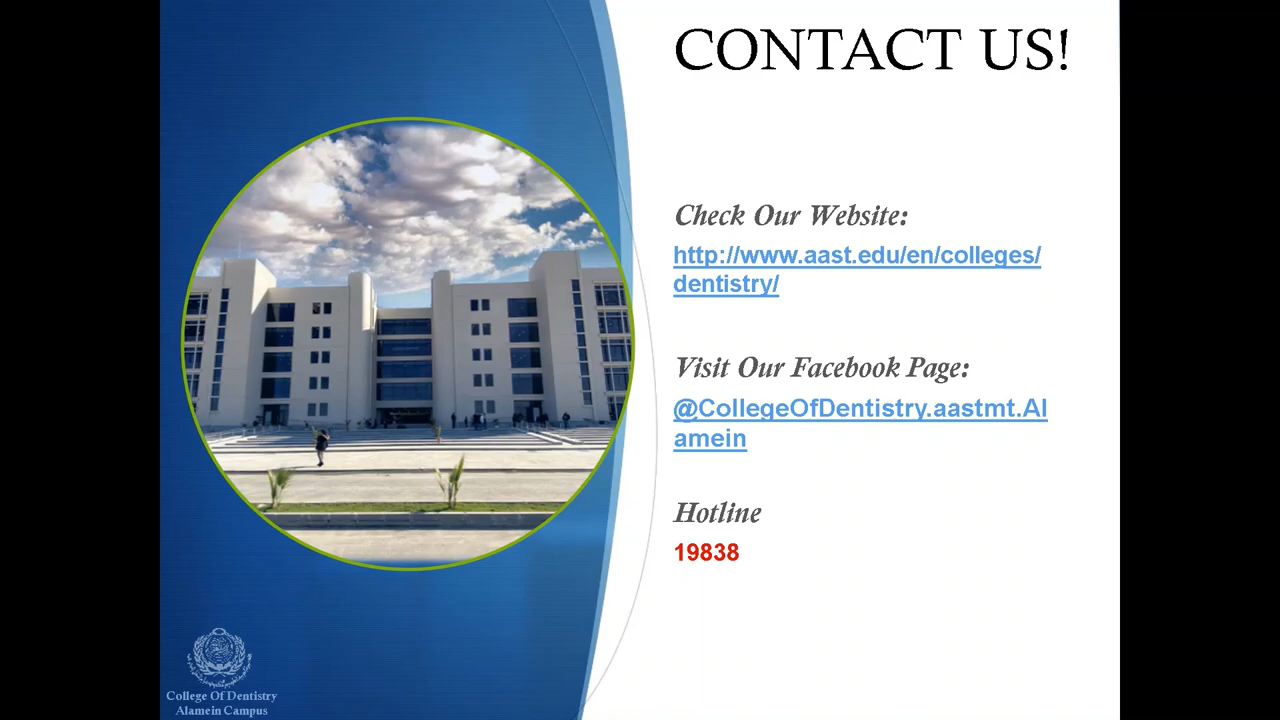 CONTACT US!
Check Our Website:
http://www.aast.edu/en/colleges/
dentistry/
Visit Our Facebook Page:
@CollegeOfDentistry.aastmt.Al
amein
Hotline
19838
College Of Dentistry
Alamein Campus